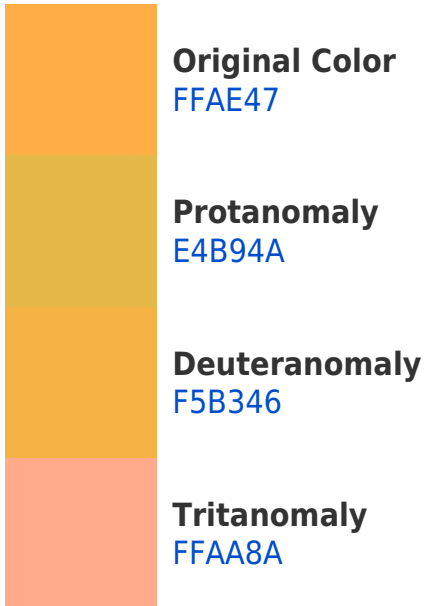 Original Color
FFAE47
Protanomaly
E4B94A
Deuteranomaly
F5B346
Tritanomaly
FFAA8A